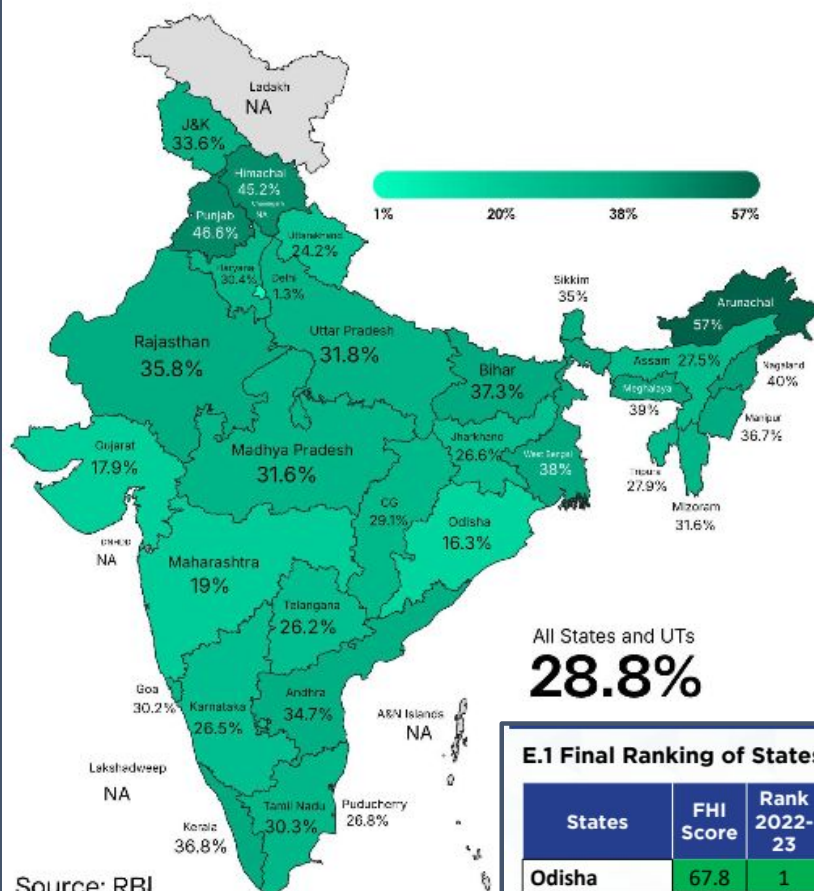 Ladakh
NA
J&K
33.6%
Himachal
45.2%
Chandigarh
NA
Punjab
46.6%
1%
20%
38%
57%
Uttarakhand
24.2%
Haryana
30.4%
Delhi
1.3%
Sikkim
35%
Arunachal
57%
Rajasthan
35.8%
Uttar Pradesh
31.8%
Bihar
37.3%
Assam 27.5%
Nagaland
40%
Meghalaya
39%
Manipur
36.7%
Gujarat
17.9%
Madhya Pradesh
31.6%
Jharkhand
26.6%
West Bengal
38%
Tripura
27.9%
Mizoram
31.6%
CG
29.1%
Odisha
16.3%
DNHDD
NA
Maharashtra
19%
Telangana
26.2%
All States and UTs
28.8%
Goa
30.2%
Karnataka
26.5%
Andhra
34.7%
A&N Islands
NA
Lakshadweep
NA
Tamil Nadu
30.3%
Puducherry
26.8%
Kerala
36.8%
Source: RBI
E.1 Final Ranking of States
States
FHI Score
Rank 2022-23
Odisha 67.8 1